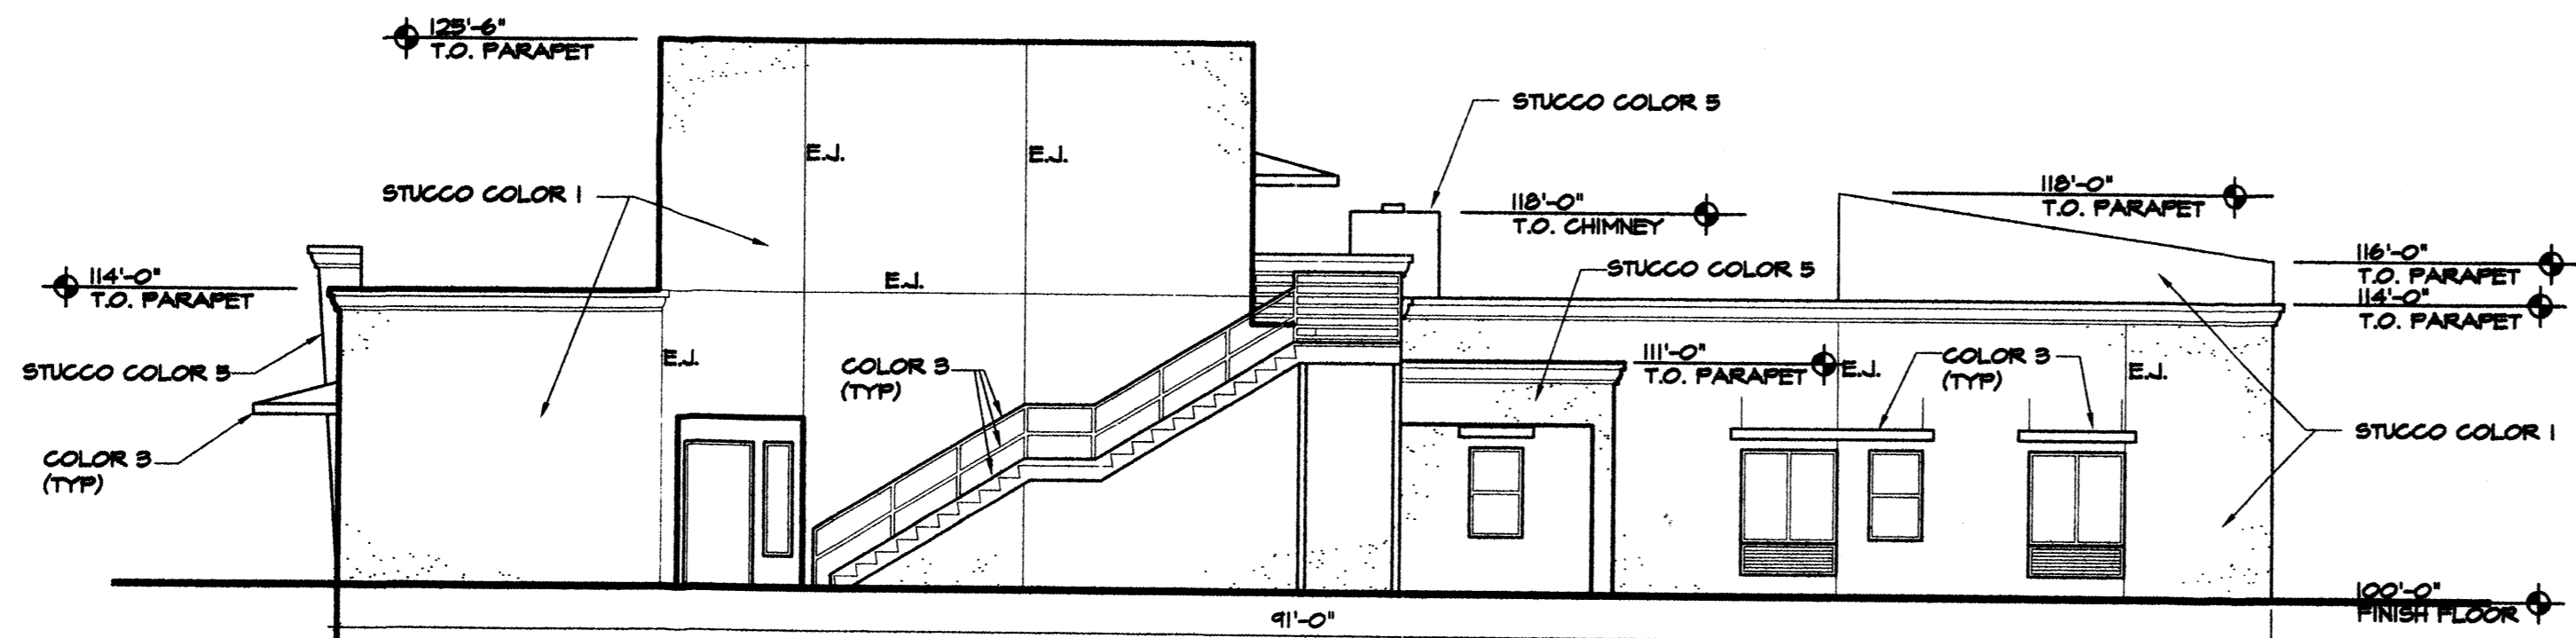 125'-6"
T.O. PARAPET
STUCCO COLOR 5
E.J.
E.J.
STUCCO COLOR 1
118'-0"
T.O. PARAPET
118'-0"
T.O. CHIMNEY
116'-0"
T.O. PARAPET
114'-0"
T.O. PARAPET
STUCCO COLOR 5
E.J.
114'-0"
T.O. PARAPET
E.J.
STUCCO COLOR 5
COLOR 3
(TYP)
111'-0"
T.O. PARAPET
E.J.
COLOR 3
(TYP)
E.J.
COLOR 3
(TYP)
STUCCO COLOR 1
100'-0"
FINISH FLOOR
91'-0"